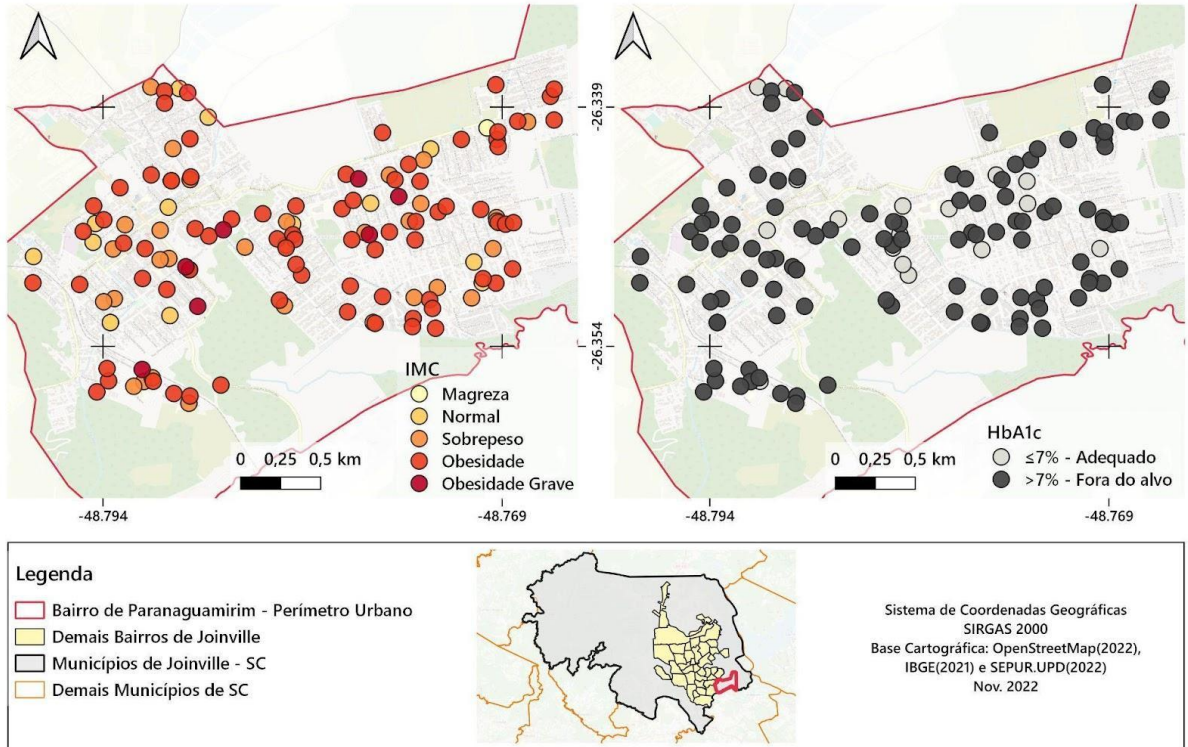 -26.339
-26.354
IMC
Magreza
Normal
Sobrepeso
Obesidade
Obesidade Grave
0 0,25 0,5 km
HbA1c
≤7% - Adequado
>7% - Fora do alvo
0 0,25 0,5 km
-48.794
-48.769
-48.794
-48.769
Legenda
Bairro de Paranaguamirim - Perímetro Urbano
Demais Bairros de Joinville
Municípios de Joinville - SC
Demais Municípios de SC
Sistema de Coordenadas Geográficas
SIRGAS 2000
Base Cartográfica: OpenStreetMap(2022),
IBGE(2021) e SEPUR.UPD(2022)
Nov. 2022